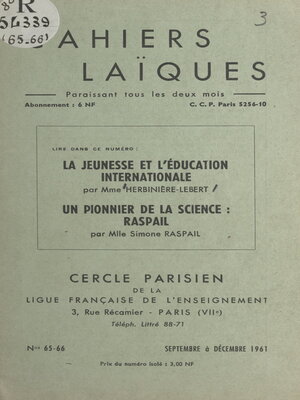 8° R
54339
(65-66)
3
CAHIERS
LAÏQUES
Paraissant tous les deux mois
Abonnement : 6 NF
C. C. P. Paris 5256-10
LIRE DANS CE NUMÉRO :
LA JEUNESSE ET L'ÉDUCATION
INTERNATIONALE
par Mme HERBINIÈRE-LEBERT
UN PIONNIER DE LA SCIENCE :
RASPAIL
par Mlle Simone RASPAIL
CERCLE PARISIEN
DE LA
LIGUE FRANÇAISE DE L'ENSEIGNEMENT
3, Rue Récamier - PARIS (VIIe)
Téléph. Littré 88-71
Nos 65-66
SEPTEMBRE à DÉCEMBRE 1961
Prix du numéro isolé : 3,00 NF